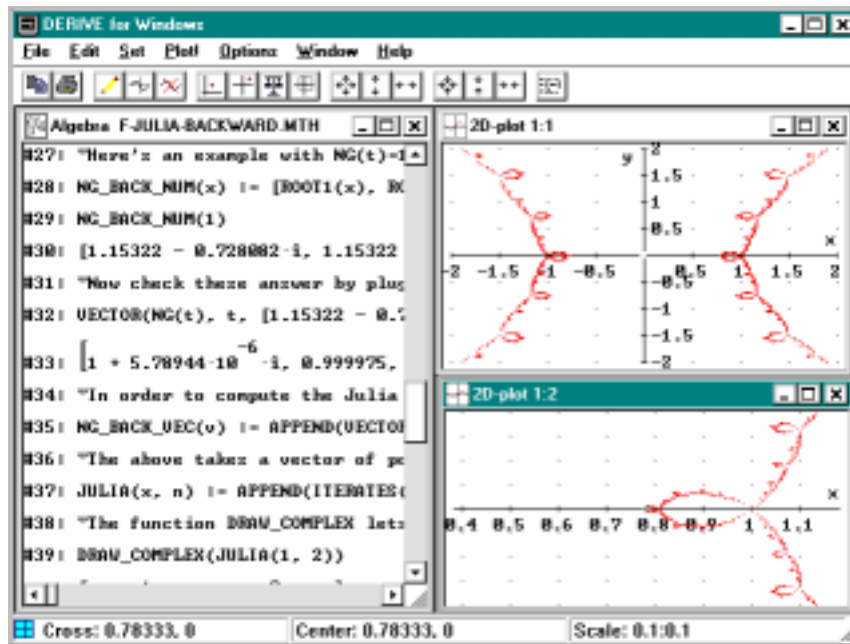 DERIVE for Windows
File Edit Set Plot! Options Window Help
Algebra F-JULIA-BACKWARD.MTH
#27: "Here's an example with NG(t)=1
#28: NG_BACK_NUM(x) := [ROOT1(x), RO
#29: NG_BACK_NUM(1)
#30: [1.15322 - 0.728082·î, 1.15322
#31: "Now check these answer by plug
#32: VECTOR(NG(t), t, [1.15322 - 0.7
#33: [1 + 5.78944·10^-6·î, 0.999975,
#34: "In order to compute the Julia
#35: NG_BACK_VEC(v) := APPEND(VECTOR
#36: "The above takes a vector of po
#37: JULIA(x, n) := APPEND(ITERATES(
#38: "The function DRAW_COMPLEX lets
#39: DRAW_COMPLEX(JULIA(1, 2))
2D-plot 1:1
y 2
1.5
1
0.5
x
-2 -1.5 -1 -0.5 0.5 1 1.5 2
-0.5
-1
-1.5
-2
2D-plot 1:2
x
0.4 0.5 0.6 0.7 0.8 0.9 1 1.1
Cross: 0.78333, 0 Center: 0.78333, 0 Scale: 0.1:0.1